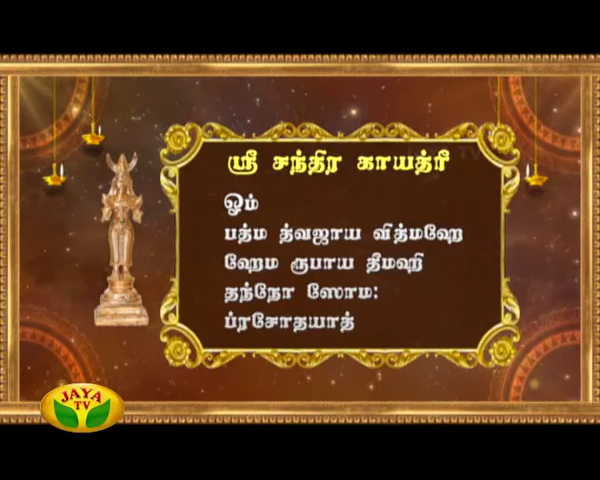 ஸ்ரீ சந்திர காயத்ரீ
ஓம்
பத்ம த்வஜாய வித்மஹே
ஹேம ரூபாய தீமஹி
தந்நோ ஸோம:
ப்ரசோதயாத்
JAYA
TV